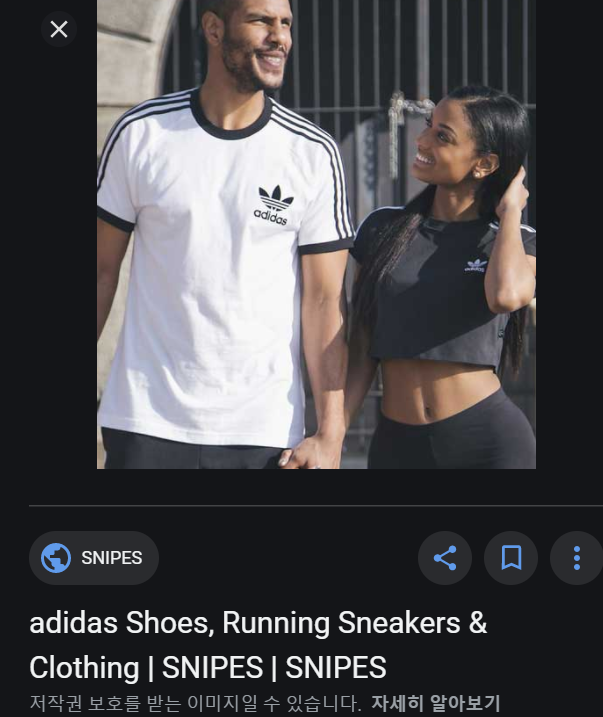 adidas
SNIPES
adidas Shoes, Running Sneakers &
Clothing | SNIPES | SNIPES
저작권 보호를 받는 이미지일 수 있습니다. 자세히 알아보기